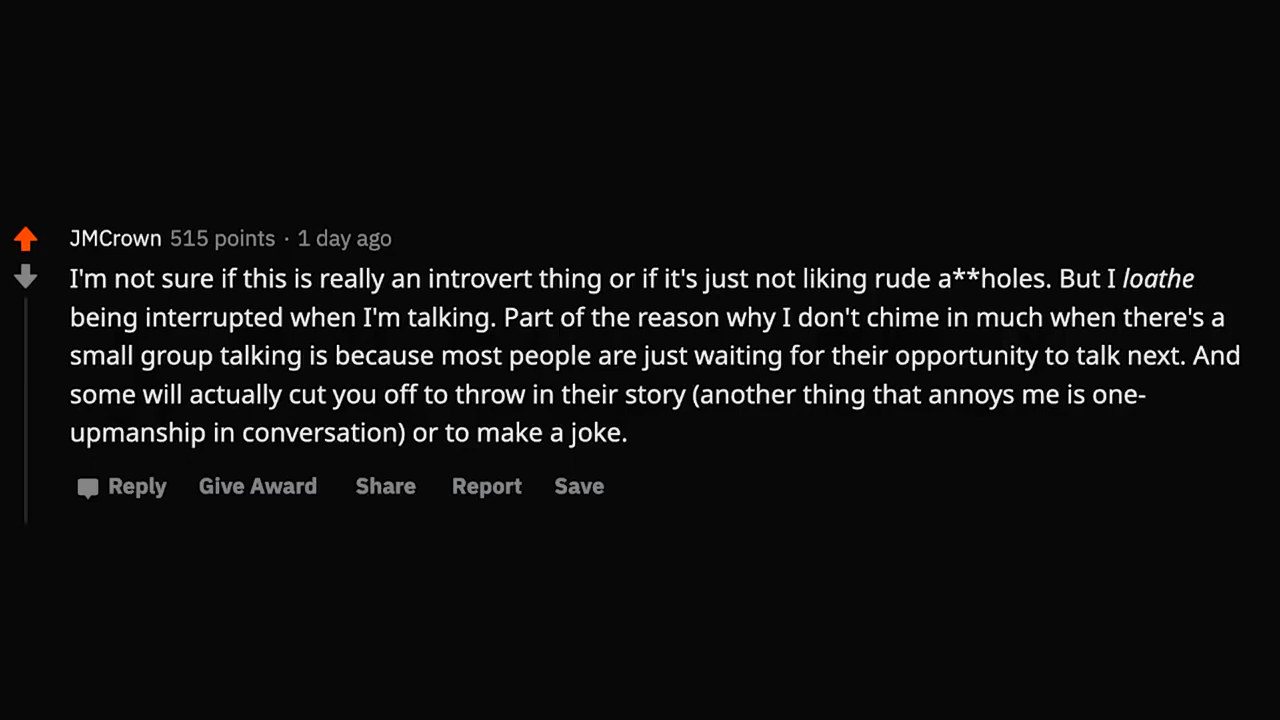 JMCrown 515 points · 1 day ago
I'm not sure if this is really an introvert thing or if it's just not liking rude a**holes. But I loathe
being interrupted when I'm talking. Part of the reason why I don't chime in much when there's a
small group talking is because most people are just waiting for their opportunity to talk next. And
some will actually cut you off to throw in their story (another thing that annoys me is one-
upmanship in conversation) or to make a joke.
Reply Give Award Share Report Save